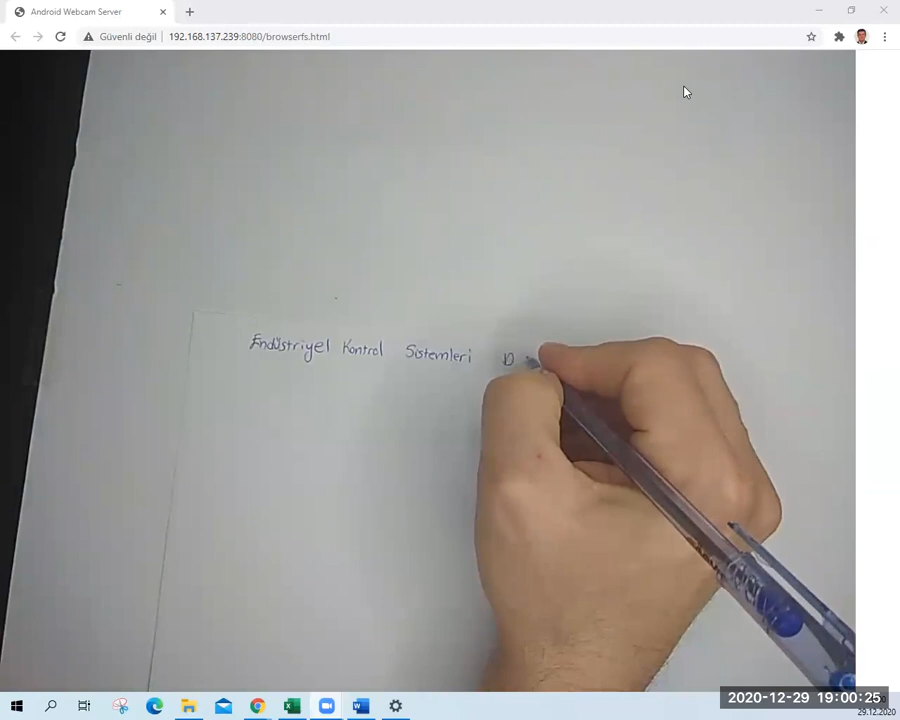 Android Webcam Server
Güvenli değil
192.168.137.239:8080/browserfs.html
Endüstriyel Kontrol Sistemleri D
2020-12-29 19:00:25
29.12.2020